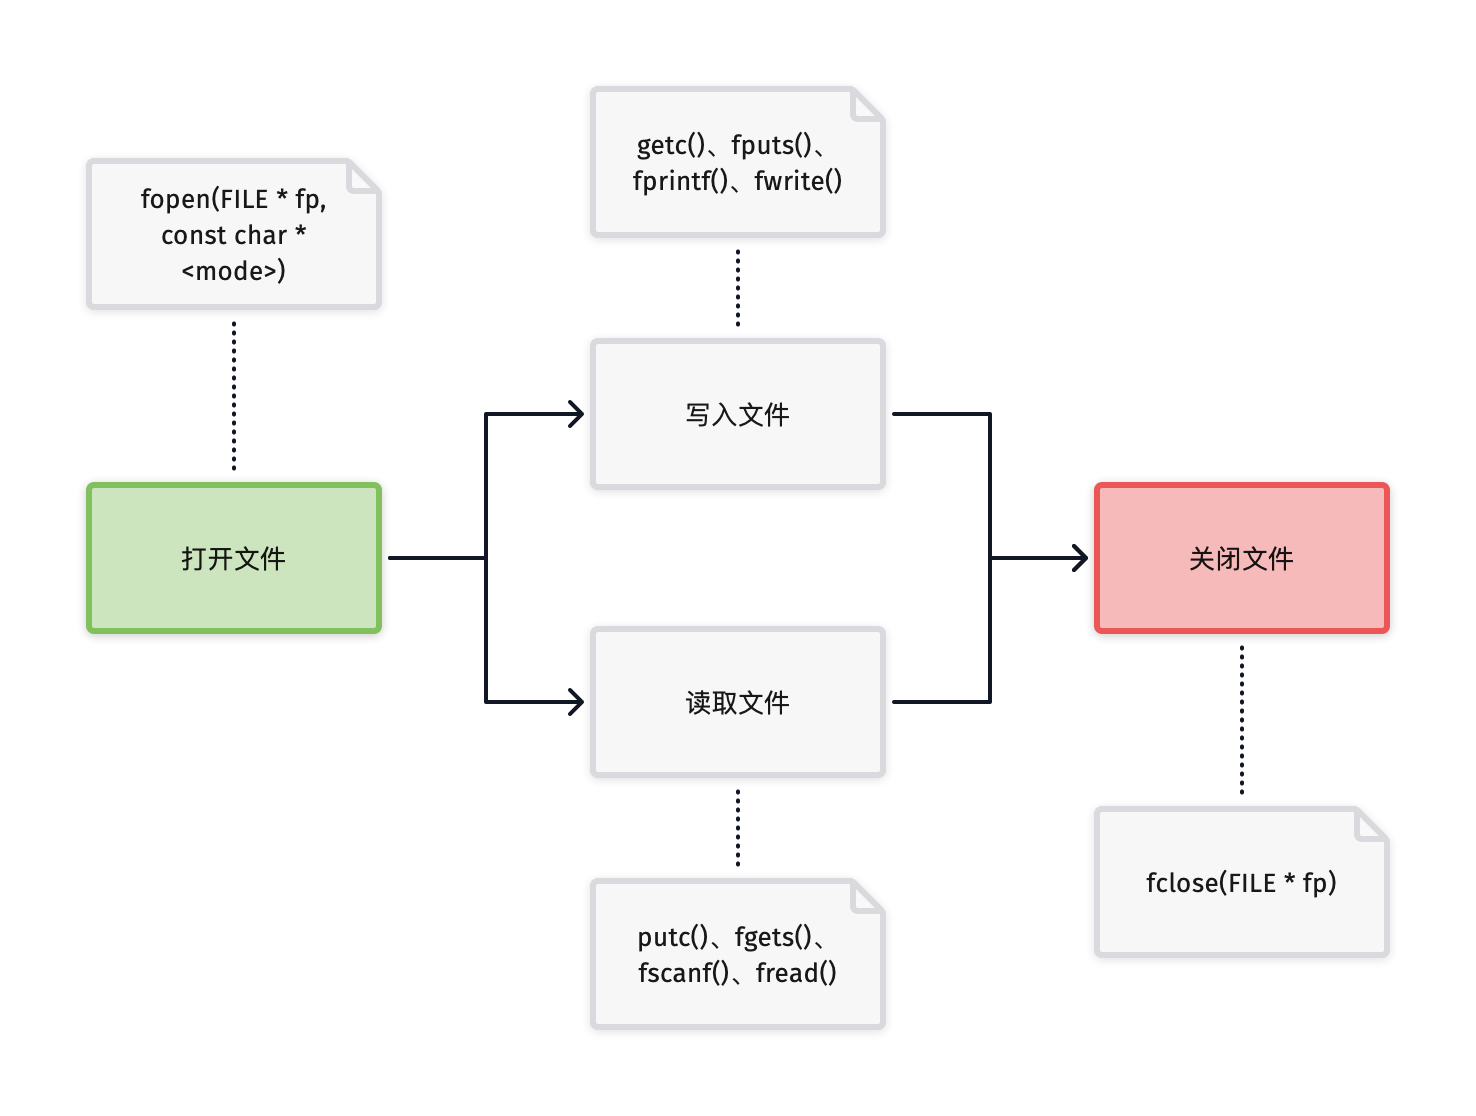 fopen(FILE * fp,
const char *
<mode>)
打开文件
getc()、fputs()、
fprintf()、fwrite()
写入文件
读取文件
putc()、fgets()、
fscanf()、fread()
关闭文件
fclose(FILE * fp)